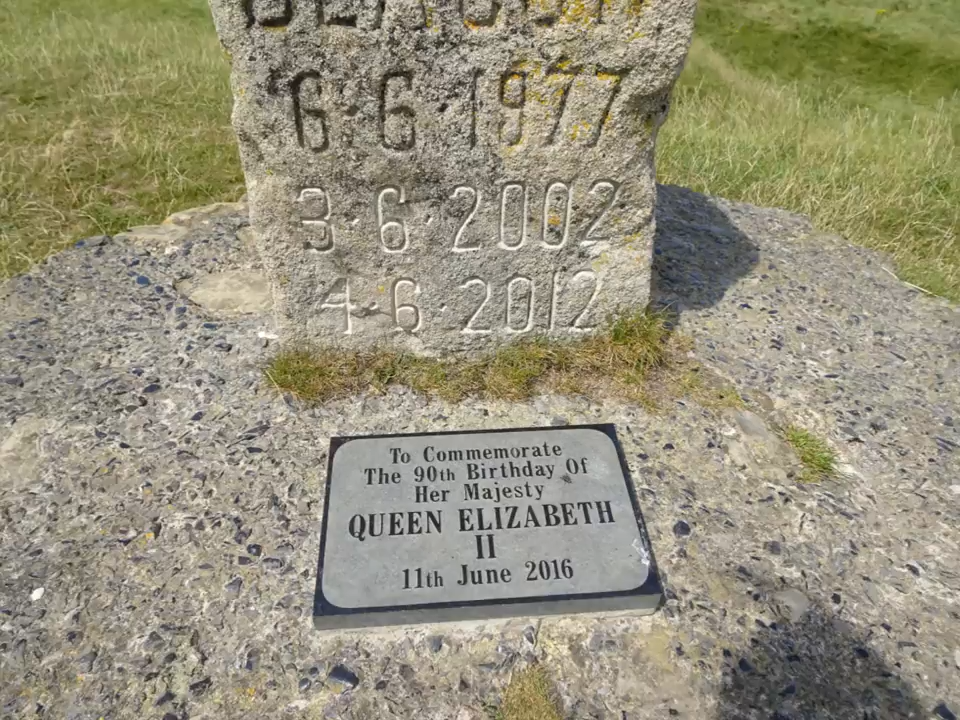 BEACON
6·6·1977
3·6·2002
4·6·2012
To Commemorate
The 90th Birthday Of
Her Majesty
QUEEN ELIZABETH
II
11th June 2016